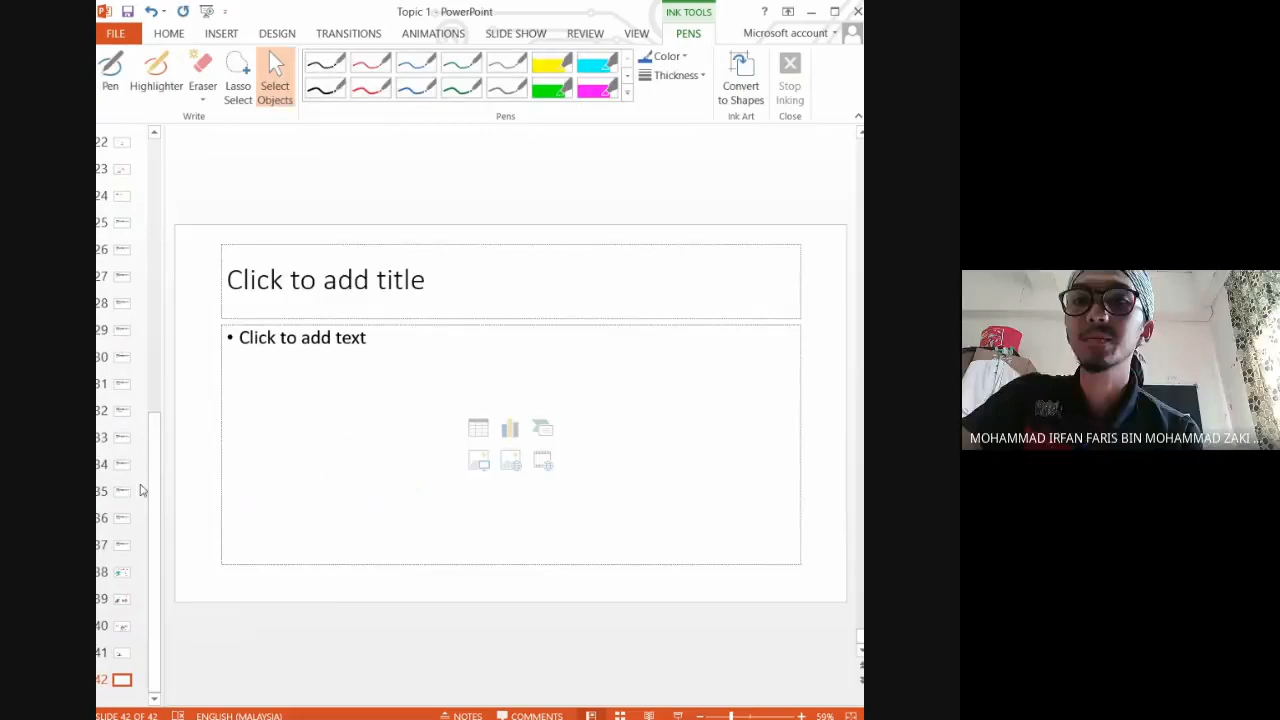 Topic 1 - PowerPoint
INK TOOLS
?
FILE
HOME
INSERT
DESIGN
TRANSITIONS
ANIMATIONS
SLIDE SHOW
REVIEW
VIEW
PENS
Microsoft account
Pen
Highlighter
Eraser
Lasso
Select
Select
Objects
Color
Thickness
Convert
to Shapes
Stop
Inking
Write
Pens
Ink Art
Close
22
23
24
25
26
27
28
29
30
31
32
33
34
35
36
37
38
39
40
41
42
Click to add title
• Click to add text
MOHAMMAD IRFAN FARIS BIN MOHAMMAD ZAKI ...
SLIDE 42 OF 42
ENGLISH (MALAYSIA)
NOTES
COMMENTS
59%